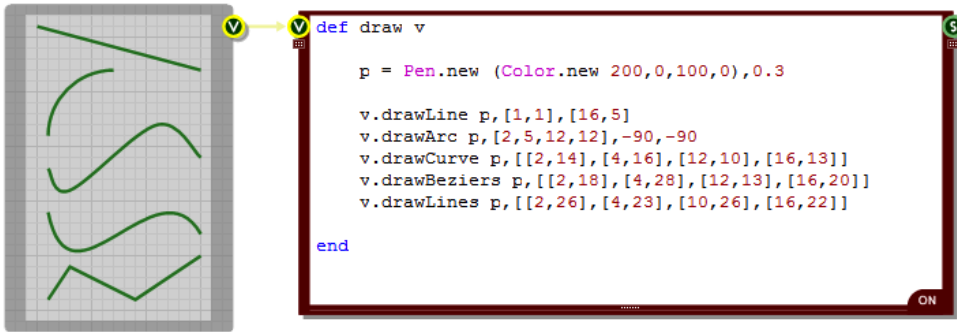 V
V
S
def draw v
p = Pen.new (Color.new 200,0,100,0),0.3
v.drawLine p,[1,1],[16,5]
v.drawArc p,[2,5,12,12],-90,-90
v.drawCurve p,[[2,14],[4,16],[12,10],[16,13]]
v.drawBeziers p,[[2,18],[4,28],[12,13],[16,20]]
v.drawLines p,[[2,26],[4,23],[10,26],[16,22]]
end
ON